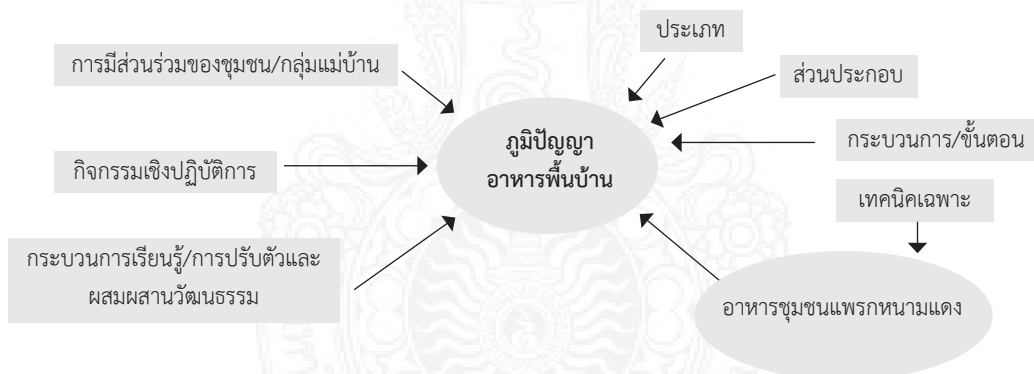 ประเภท
การมีส่วนร่วมของชุมชน/กลุ่มแม่บ้าน
ส่วนประกอบ
ภูมิปัญญา
อาหารพื้นบ้าน
กระบวนการ/ขั้นตอน
กิจกรรมเชิงปฏิบัติการ
เทคนิคเฉพาะ
กระบวนการเรียนรู้/การปรับตัวและ
ผสมผสานวัฒนธรรม
อาหารชุมชนแพรกหนามแดง